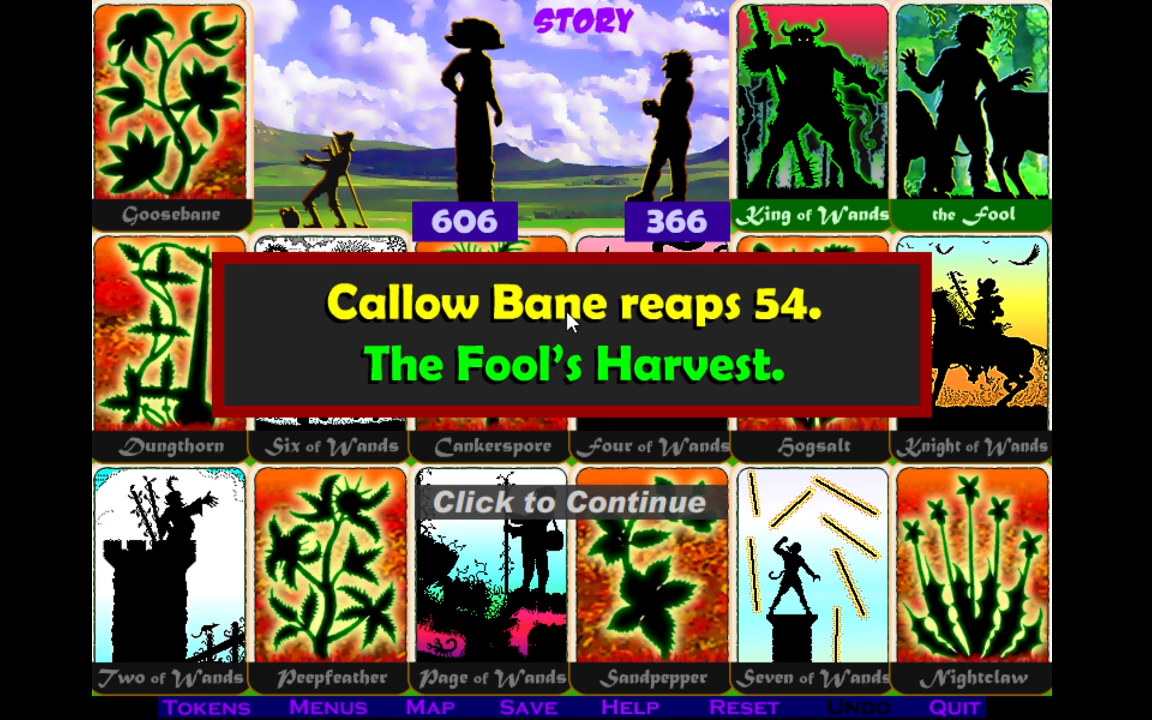 STORY
Goosebane
606
366
King of Wands
the Fool
Callow Bane reaps 54.
The Fool's Harvest.
Dungthorn
Six of Wands
Cankerspore
Four of Wands
Hogsalt
Knight of Wands
Click to Continue
Two of Wands
Peepfeather
Page of Wands
Sandpepper
Seven of Wands
Nightclaw
Tokens Menus Map Save Help Reset Undo Quit